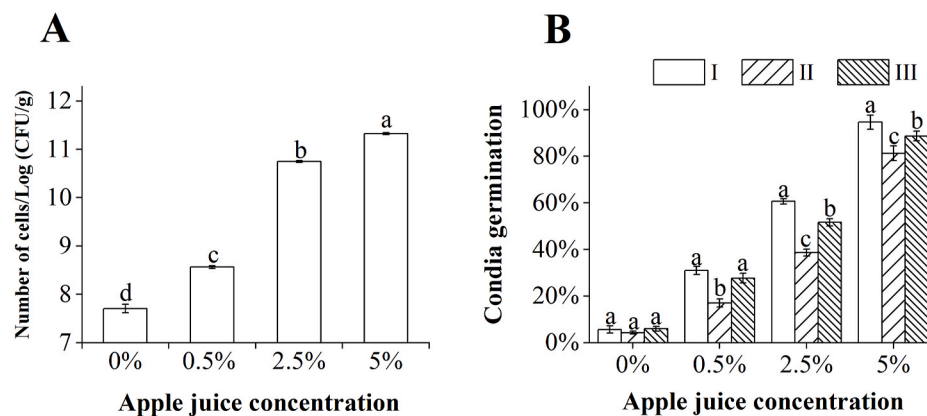 A
Number of cells/Log (CFU/g)
12
11
10
9
8
7
d
c
b
a
0%
0.5%
2.5%
5%
Apple juice concentration
B
I
II
III
Condia germination
100%
80%
60%
40%
20%
0%
a a a
a b a
a c b
a c b
0%
0.5%
2.5%
5%
Apple juice concentration